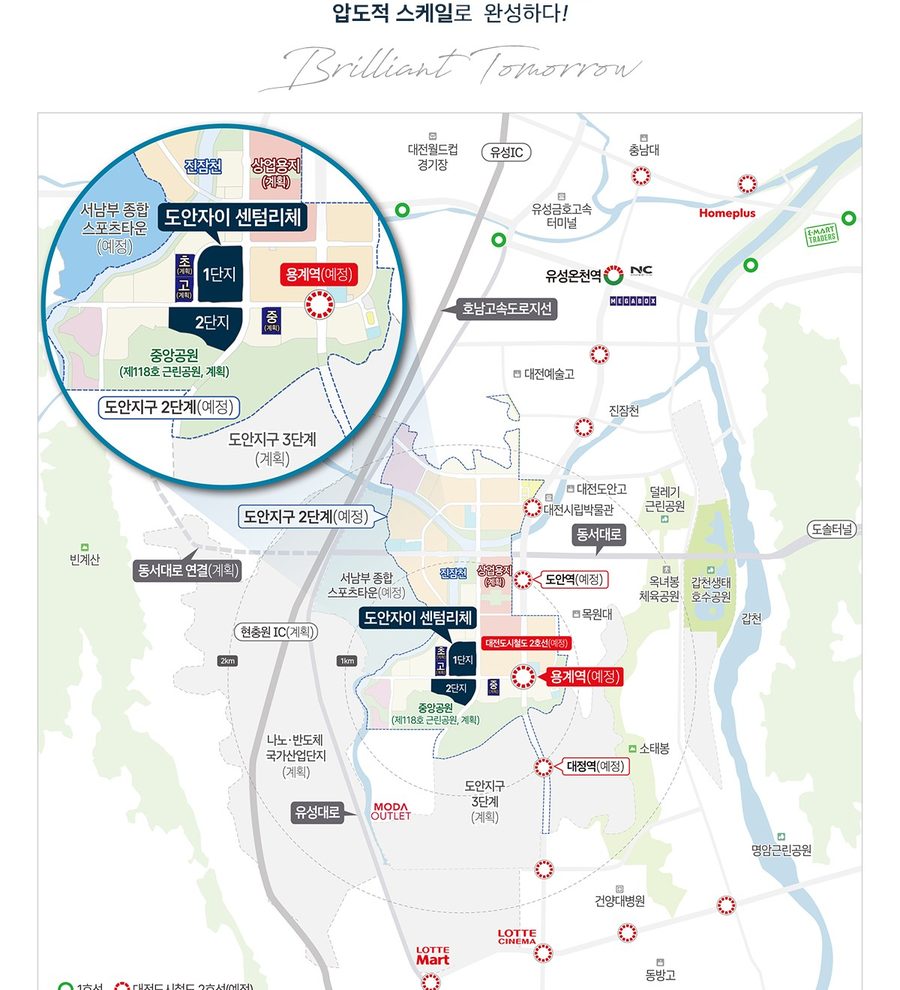 압도적 스케일로 완성하다!
Brilliant Tomorrow
대전월드컵
경기장
유성IC
충남대
Homeplus
유성금호고속
터미널
E-MART
TRADERS
유성온천역
NC
MEGABOX
호남고속도로지선
대전예술고
진잠천
진잠천
상업용지
(계획)
서남부 종합
스포츠타운
(예정)
도안자이 센텀리체
초
(계획)
고
(계획)
1단지
용계역(예정)
2단지
중
(계획)
중앙공원
(제118호 근린공원, 계획)
도안지구 2단계(예정)
도안지구 3단계
(계획)
도안지구 2단계(예정)
대전도안고
대전시립박물관
덜레기
근린공원
동서대로
도솔터널
빈계산
동서대로 연결(계획)
서남부 종합
스포츠타운(예정)
진잠천
상업용지
(계획)
도안역(예정)
옥녀봉
체육공원
갑천생태
호수공원
갑천
목원대
도안자이 센텀리체
현충원 IC(계획)
대전도시철도 2호선(예정)
2km
1km
초
고
1단지
2단지
중
용계역(예정)
중앙공원
(제118호 근린공원, 계획)
나노·반도체
국가산업단지
(계획)
소태봉
대정역(예정)
도안지구
3단계
(계획)
유성대로
MODA
OUTLET
명암근린공원
건양대병원
LOTTE
CINEMA
LOTTE
Mart
동방고
1호선 대전도시철도 2호선(예정)